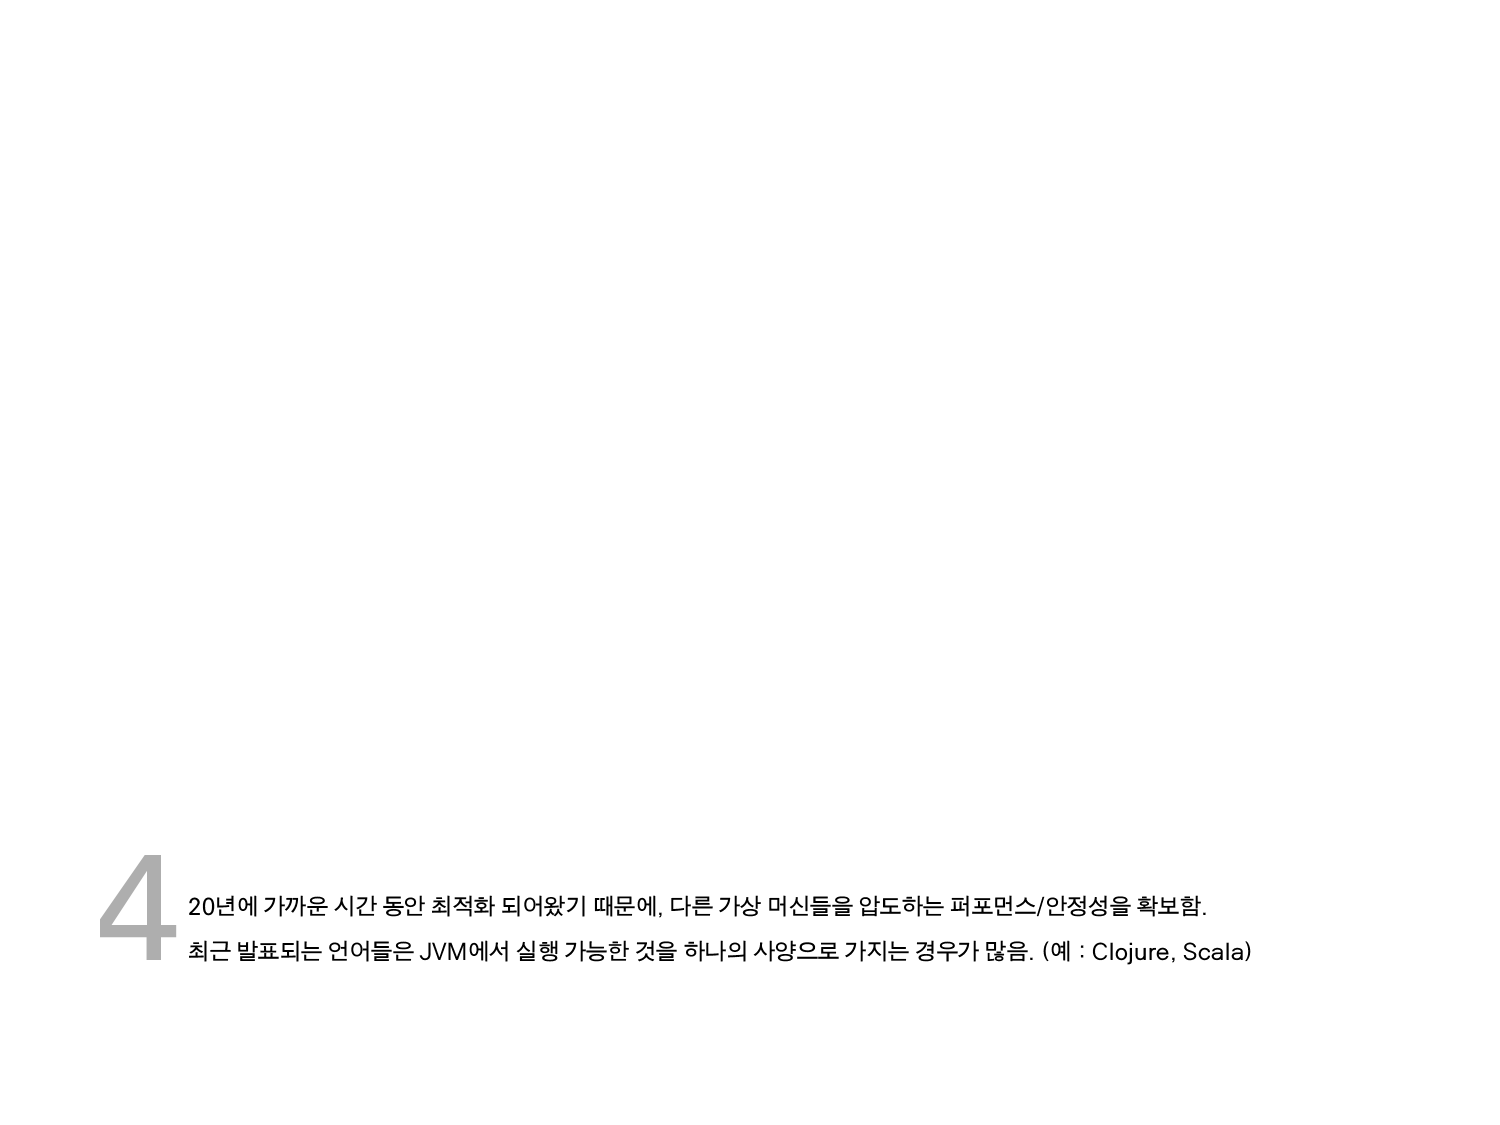 4
20년에 가까운 시간 동안 최적화 되어왔기 때문에, 다른 가상 머신들을 압도하는 퍼포먼스/안정성을 확보함.
최근 발표되는 언어들은 JVM에서 실행 가능한 것을 하나의 사양으로 가지는 경우가 많음. (예 : Clojure, Scala)